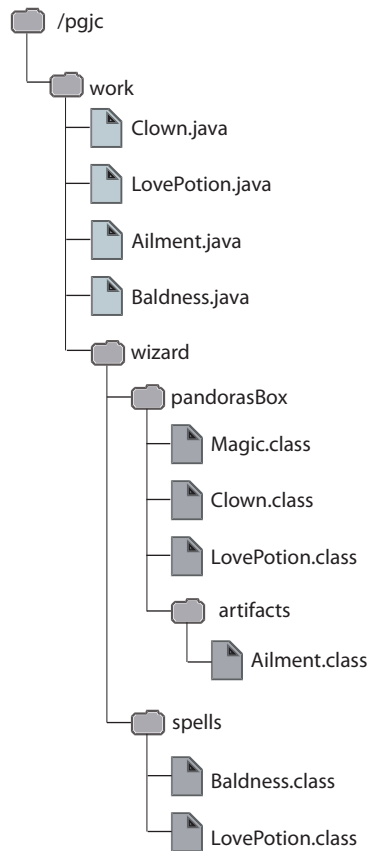 /pgjc
work
Clown.java
LovePotion.java
Ailment.java
Baldness.java
wizard
pandorasBox
Magic.class
Clown.class
LovePotion.class
artifacts
Ailment.class
spells
Baldness.class
LovePotion.class